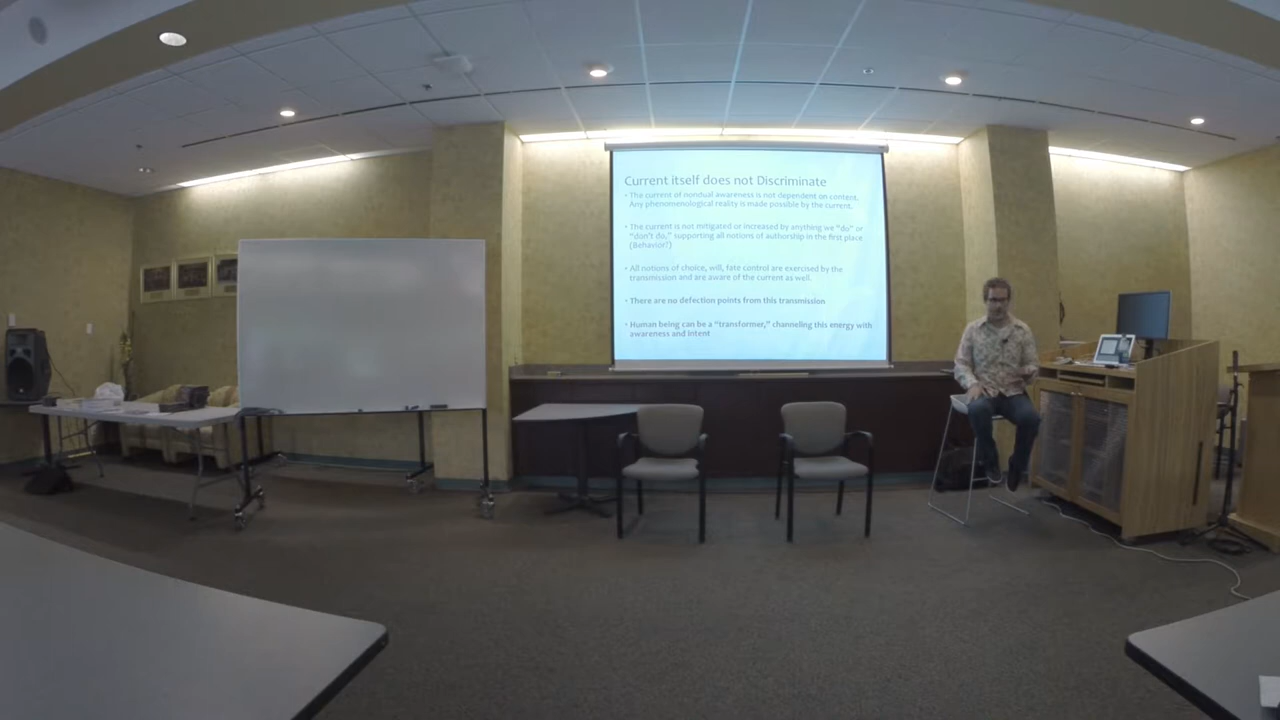 Current itself does not Discriminate
• The current of nondual awareness is not dependent on content.
Any phenomenological reality is made possible by the current.
• The current is not mitigated or increased by anything we “do” or
“don’t do,” supporting all notions of authorship in the first place
(Behavior?)
• All notions of choice, will, fate control are exercised by the
transmission and are aware of the current as well.
• There are no defection points from this transmission
• Human being can be a “transformer,” channeling this energy with
awareness and intent